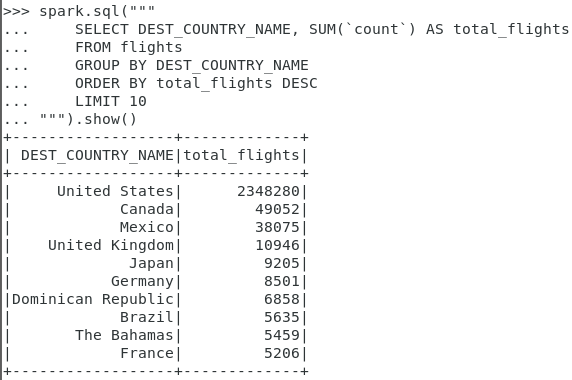 >>> spark.sql("""
...     SELECT DEST_COUNTRY_NAME, SUM(`count`) AS total_flights
...     FROM flights
...     GROUP BY DEST_COUNTRY_NAME
...     ORDER BY total_flights DESC
...     LIMIT 10
... """).show()
+------------------+-------------+
| DEST_COUNTRY_NAME|total_flights|
+------------------+-------------+
|     United States|      2348280|
|            Canada|        49052|
|            Mexico|        38075|
|    United Kingdom|        10946|
|             Japan|         9205|
|           Germany|         8501|
|Dominican Republic|         6858|
|            Brazil|         5635|
|       The Bahamas|         5459|
|            France|         5206|
+------------------+-------------+